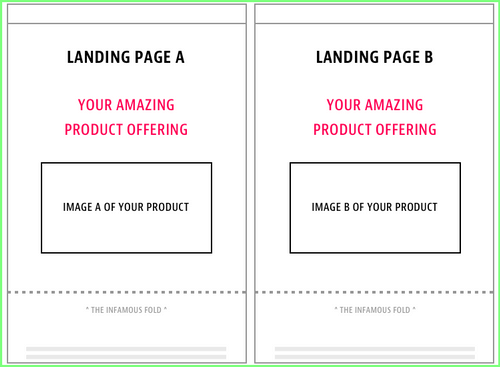 LANDING PAGE A
YOUR AMAZING
PRODUCT OFFERING
IMAGE A OF YOUR PRODUCT
* THE INFAMOUS FOLD *
LANDING PAGE B
YOUR AMAZING
PRODUCT OFFERING
IMAGE B OF YOUR PRODUCT
* THE INFAMOUS FOLD *